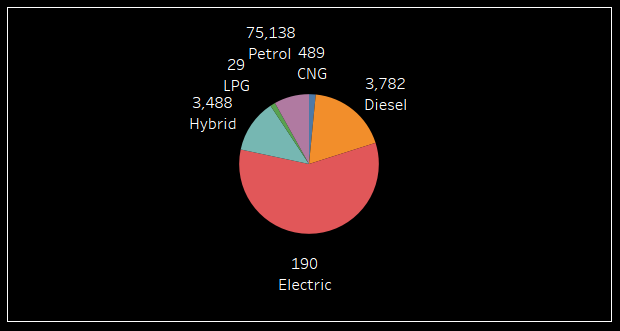 75,138
Petrol
489
CNG
29
LPG
3,782
Diesel
3,488
Hybrid
190
Electric